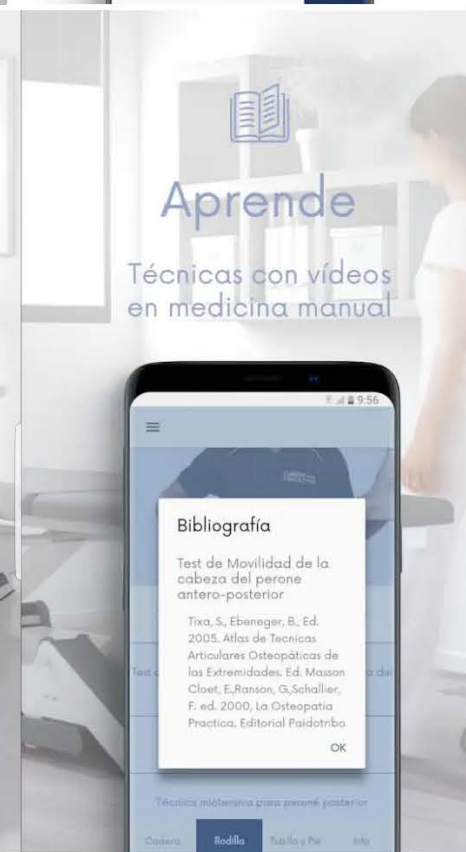 Aprende
Técnicas con vídeos
en medicina manual
9:56
Bibliografía
Test de Movilidad de la
cabeza del perone
antero-posterior
Tixa, S., Ebeneger, B., Ed.
2005. Atlas de Tecnicas
Articulares Osteopáticas de
las Extremidades. Ed. Masson
Cloet, E.,Ranson, G.,Schallier,
F. ed. 2000, La Osteopatia
Practica. Editorial Paidotribo
OK
Técnica miotensiva para peroné posterior
Cadera Rodilla Tobillo y Pie Info